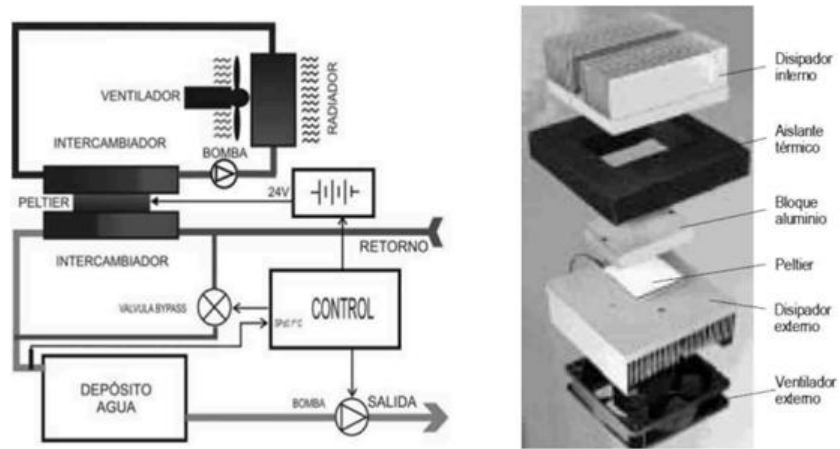 VENTILADOR
RADIADOR
INTERCAMBIADOR
BOMBA
PELTIER
24V
INTERCAMBIADOR
RETORNO
VALVULA BYPASS
CONTROL
DEPÓSITO
AGUA
BOMBA
SALIDA
Disipador
interno
Aislante
térmico
Bloque
aluminio
Peltier
Disipador
externo
Ventilador
externo